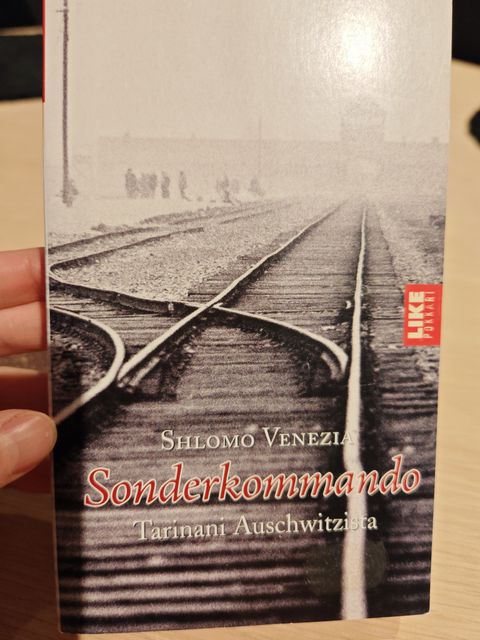 LIKE
POKKARI
SHLOMO VENEZIA
Sonderkommando
Tarinani Auschwitzista